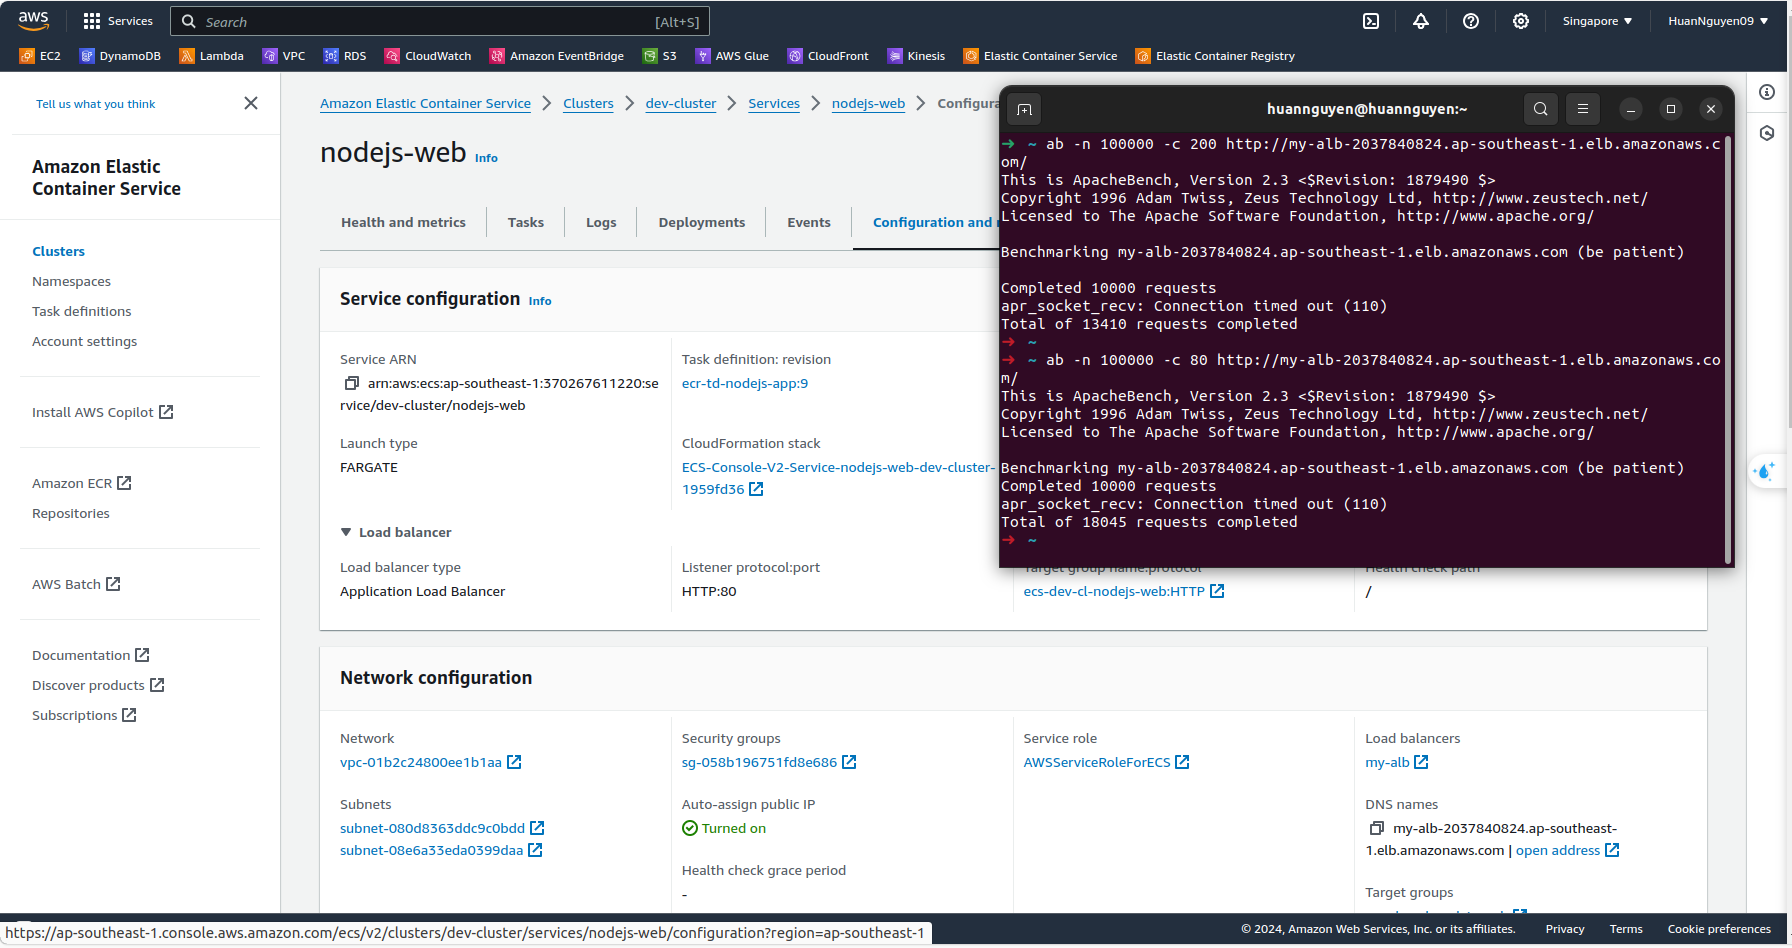 aws
Services
Search
[Alt+S]
Singapore
HuanNguyen09
EC2
DynamoDB
Lambda
VPC
RDS
CloudWatch
Amazon EventBridge
S3
AWS Glue
CloudFront
Kinesis
Elastic Container Service
Elastic Container Registry
Tell us what you think
Amazon Elastic
Container Service
Clusters
Namespaces
Task definitions
Account settings
Install AWS Copilot
Amazon ECR
Repositories
AWS Batch
Documentation
Discover products
Subscriptions
Amazon Elastic Container Service
Clusters
dev-cluster
Services
nodejs-web
nodejs-web
Info
Health and metrics
Tasks
Logs
Deployments
Events
Configuration and
Service configuration
Info
Service ARN
arn:aws:ecs:ap-southeast-1:370267611220:se
rvice/dev-cluster/nodejs-web
Task definition: revision
ecr-td-nodejs-app:9
Launch type
FARGATE
CloudFormation stack
ECS-Console-V2-Service-nodejs-web-dev-cluster-
1959fd36
Load balancer
Load balancer type
Application Load Balancer
Listener protocol:port
HTTP:80
Target group name:protocol
ecs-dev-cl-nodejs-web:HTTP
Health check path
/
huannguyen@huannguyen:~
→ ~ ab -n 100000 -c 200 http://my-alb-2037840824.ap-southeast-1.elb.amazonaws.c
om/
This is ApacheBench, Version 2.3 <$Revision: 1879490 $>
Copyright 1996 Adam Twiss, Zeus Technology Ltd, http://www.zeustech.net/
Licensed to The Apache Software Foundation, http://www.apache.org/
Benchmarking my-alb-2037840824.ap-southeast-1.elb.amazonaws.com (be patient)
Completed 10000 requests
apr_socket_recv: Connection timed out (110)
Total of 13410 requests completed
→ ~
→ ~ ab -n 100000 -c 80 http://my-alb-2037840824.ap-southeast-1.elb.amazonaws.co
m/
This is ApacheBench, Version 2.3 <$Revision: 1879490 $>
Copyright 1996 Adam Twiss, Zeus Technology Ltd, http://www.zeustech.net/
Licensed to The Apache Software Foundation, http://www.apache.org/
Benchmarking my-alb-2037840824.ap-southeast-1.elb.amazonaws.com (be patient)
Completed 10000 requests
apr_socket_recv: Connection timed out (110)
Total of 18045 requests completed
→ ~
Network configuration
Network
vpc-01b2c24800ee1b1aa
Subnets
subnet-080d8363ddc9c0bdd
subnet-08e6a33eda0399daa
Security groups
sg-058b196751fd8e686
Auto-assign public IP
Turned on
Health check grace period
-
Service role
AWSServiceRoleForECS
Load balancers
my-alb
DNS names
my-alb-2037840824.ap-southeast-
1.elb.amazonaws.com | open address
Target groups
https://ap-southeast-1.console.aws.amazon.com/ecs/v2/clusters/dev-cluster/services/nodejs-web/configuration?region=ap-southeast-1
© 2024, Amazon Web Services, Inc. or its affiliates.
Privacy
Terms
Cookie preferences